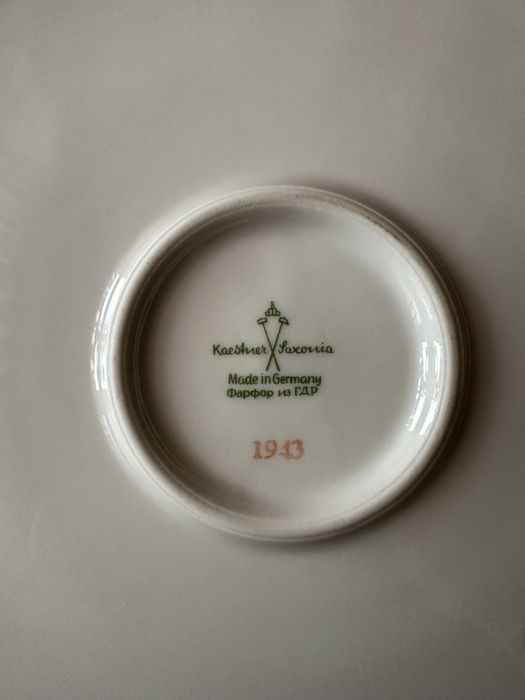 Kaestner Saxonia
Made in Germany
Фарфор из ГДР
1943